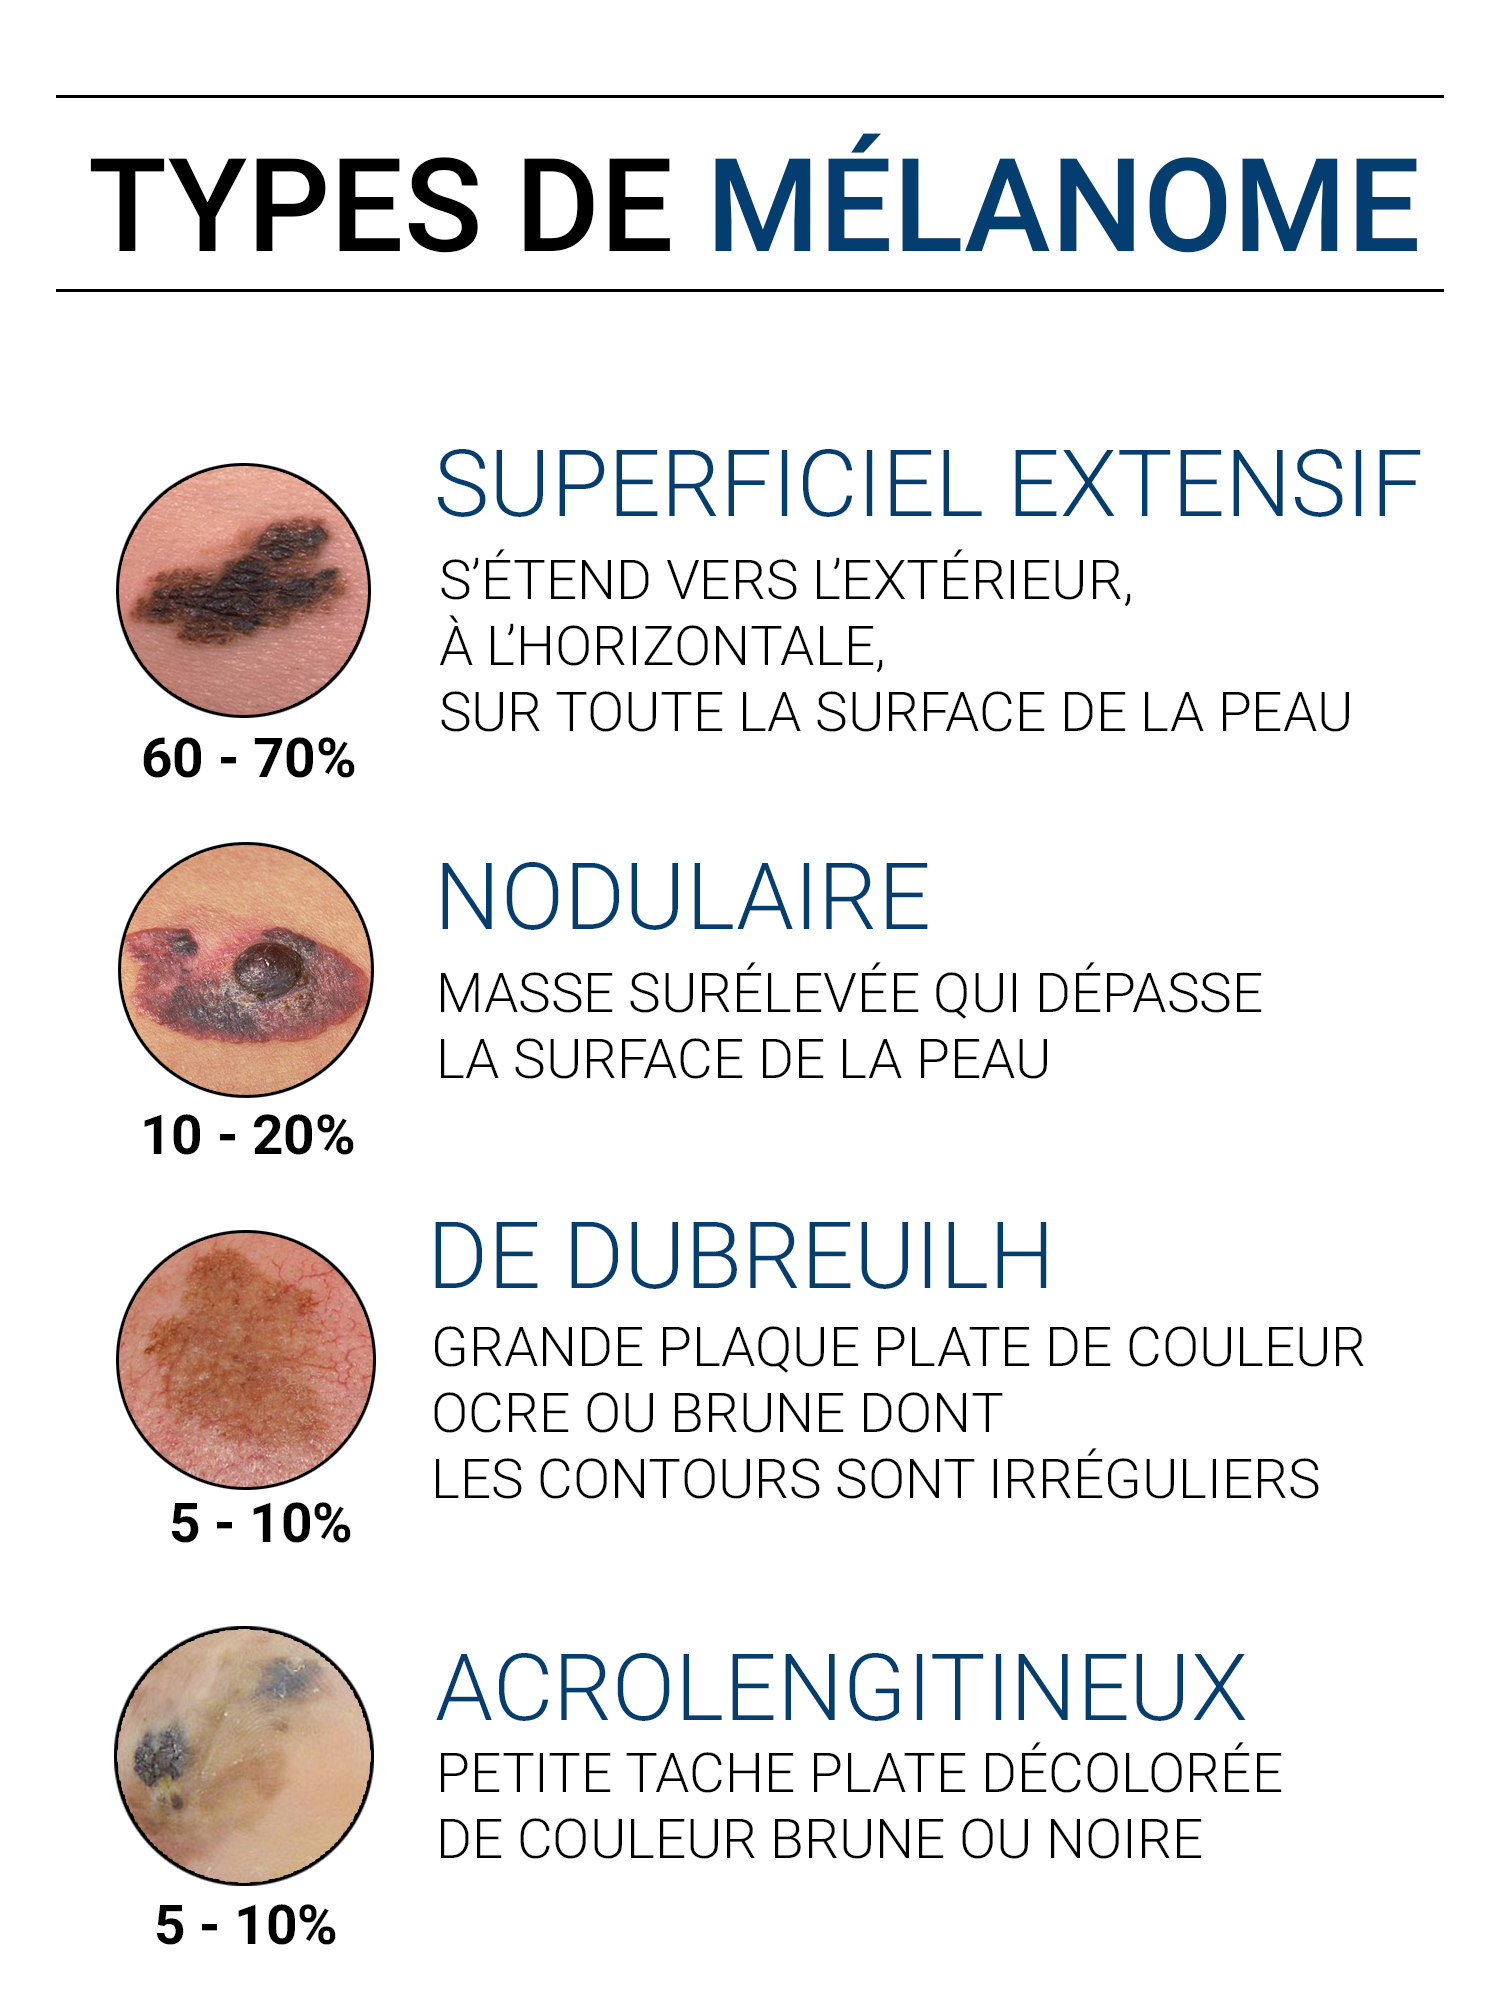 TYPES DE MÉLANOME
SUPERFICIEL EXTENSIF
S’ÉTEND VERS L’EXTÉRIEUR,
À L’HORIZONTALE,
SUR TOUTE LA SURFACE DE LA PEAU
60 - 70%
NODULAIRE
MASSE SURÉLEVÉE QUI DÉPASSE
LA SURFACE DE LA PEAU
10 - 20%
DE DUBREUILH
GRANDE PLAQUE PLATE DE COULEUR
OCRE OU BRUNE DONT
LES CONTOURS SONT IRRÉGULIERS
5 - 10%
ACROLENGITINEUX
PETITE TACHE PLATE DÉCOLORÉE
DE COULEUR BRUNE OU NOIRE
5 - 10%